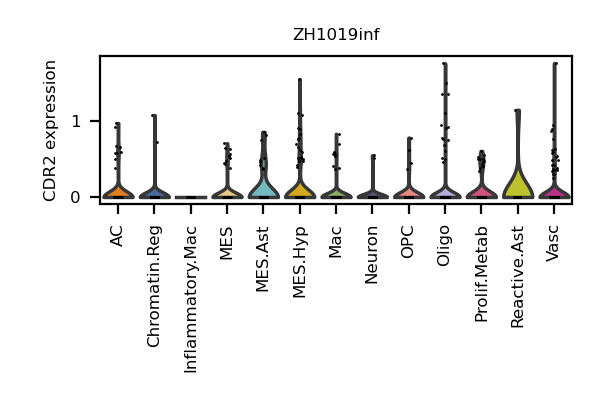 ZH1019inf
CDR2 expression
1
0
AC
Chromatin.Reg
Inflammatory.Mac
MES
MES.Ast
MES.Hyp
Mac
Neuron
OPC
Oligo
Prolif.Metab
Reactive.Ast
Vasc